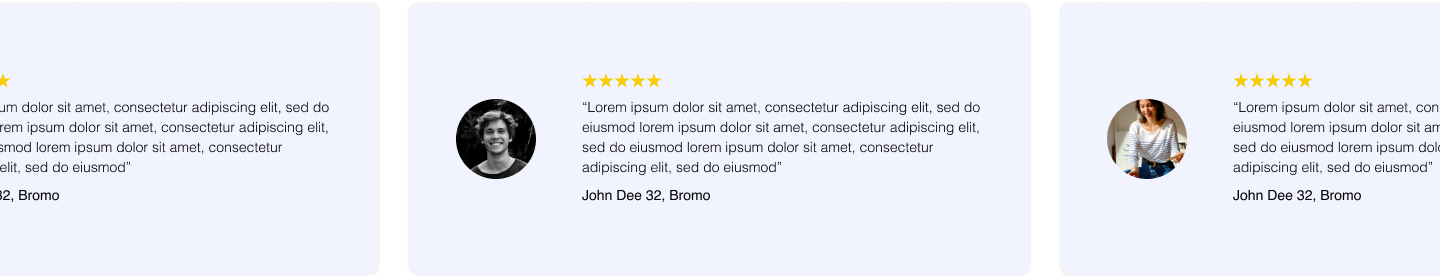 um dolor sit amet, consectetur adipiscing elit, sed do
rem ipsum dolor sit amet, consectetur adipiscing elit,
smod lorem ipsum dolor sit amet, consectetur
elit, sed do eiusmod”
32, Bromo
“Lorem ipsum dolor sit amet, consectetur adipiscing elit, sed do
eiusmod lorem ipsum dolor sit amet, consectetur adipiscing elit,
sed do eiusmod lorem ipsum dolor sit amet, consectetur
adipiscing elit, sed do eiusmod”
John Dee 32, Bromo
“Lorem ipsum dolor sit amet, con
eiusmod lorem ipsum dolor sit am
sed do eiusmod lorem ipsum dolo
adipiscing elit, sed do eiusmod”
John Dee 32, Bromo